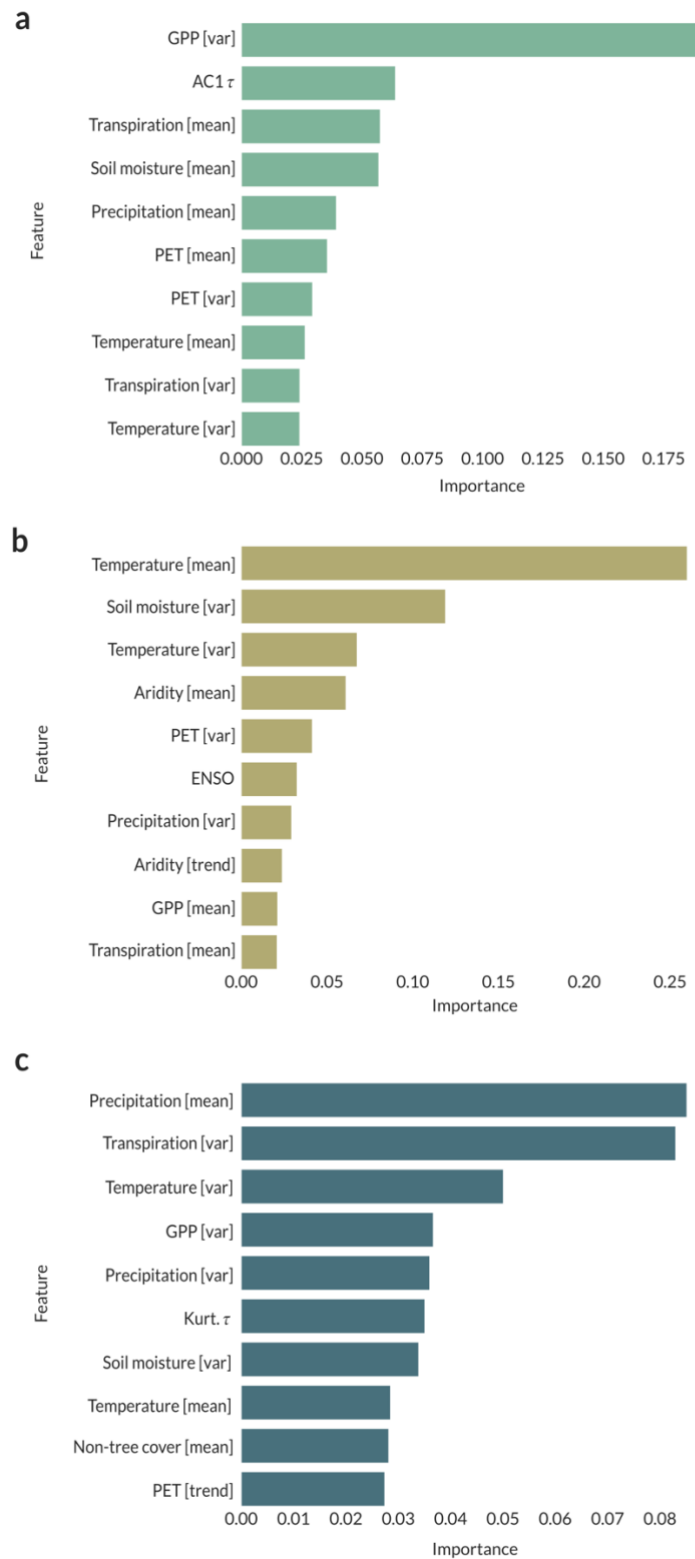 a
GPP [var]
AC1 τ
Transpiration [mean]
Soil moisture [mean]
Precipitation [mean]
PET [mean]
PET [var]
Temperature [mean]
Transpiration [var]
Temperature [var]
Feature
0.000 0.025 0.050 0.075 0.100 0.125 0.150 0.175
Importance
b
Temperature [mean]
Soil moisture [var]
Temperature [var]
Aridity [mean]
PET [var]
ENSO
Precipitation [var]
Aridity [trend]
GPP [mean]
Transpiration [mean]
Feature
0.00 0.05 0.10 0.15 0.20 0.25
Importance
c
Precipitation [mean]
Transpiration [var]
Temperature [var]
GPP [var]
Precipitation [var]
Kurt. τ
Soil moisture [var]
Temperature [mean]
Non-tree cover [mean]
PET [trend]
Feature
0.00 0.01 0.02 0.03 0.04 0.05 0.06 0.07 0.08
Importance